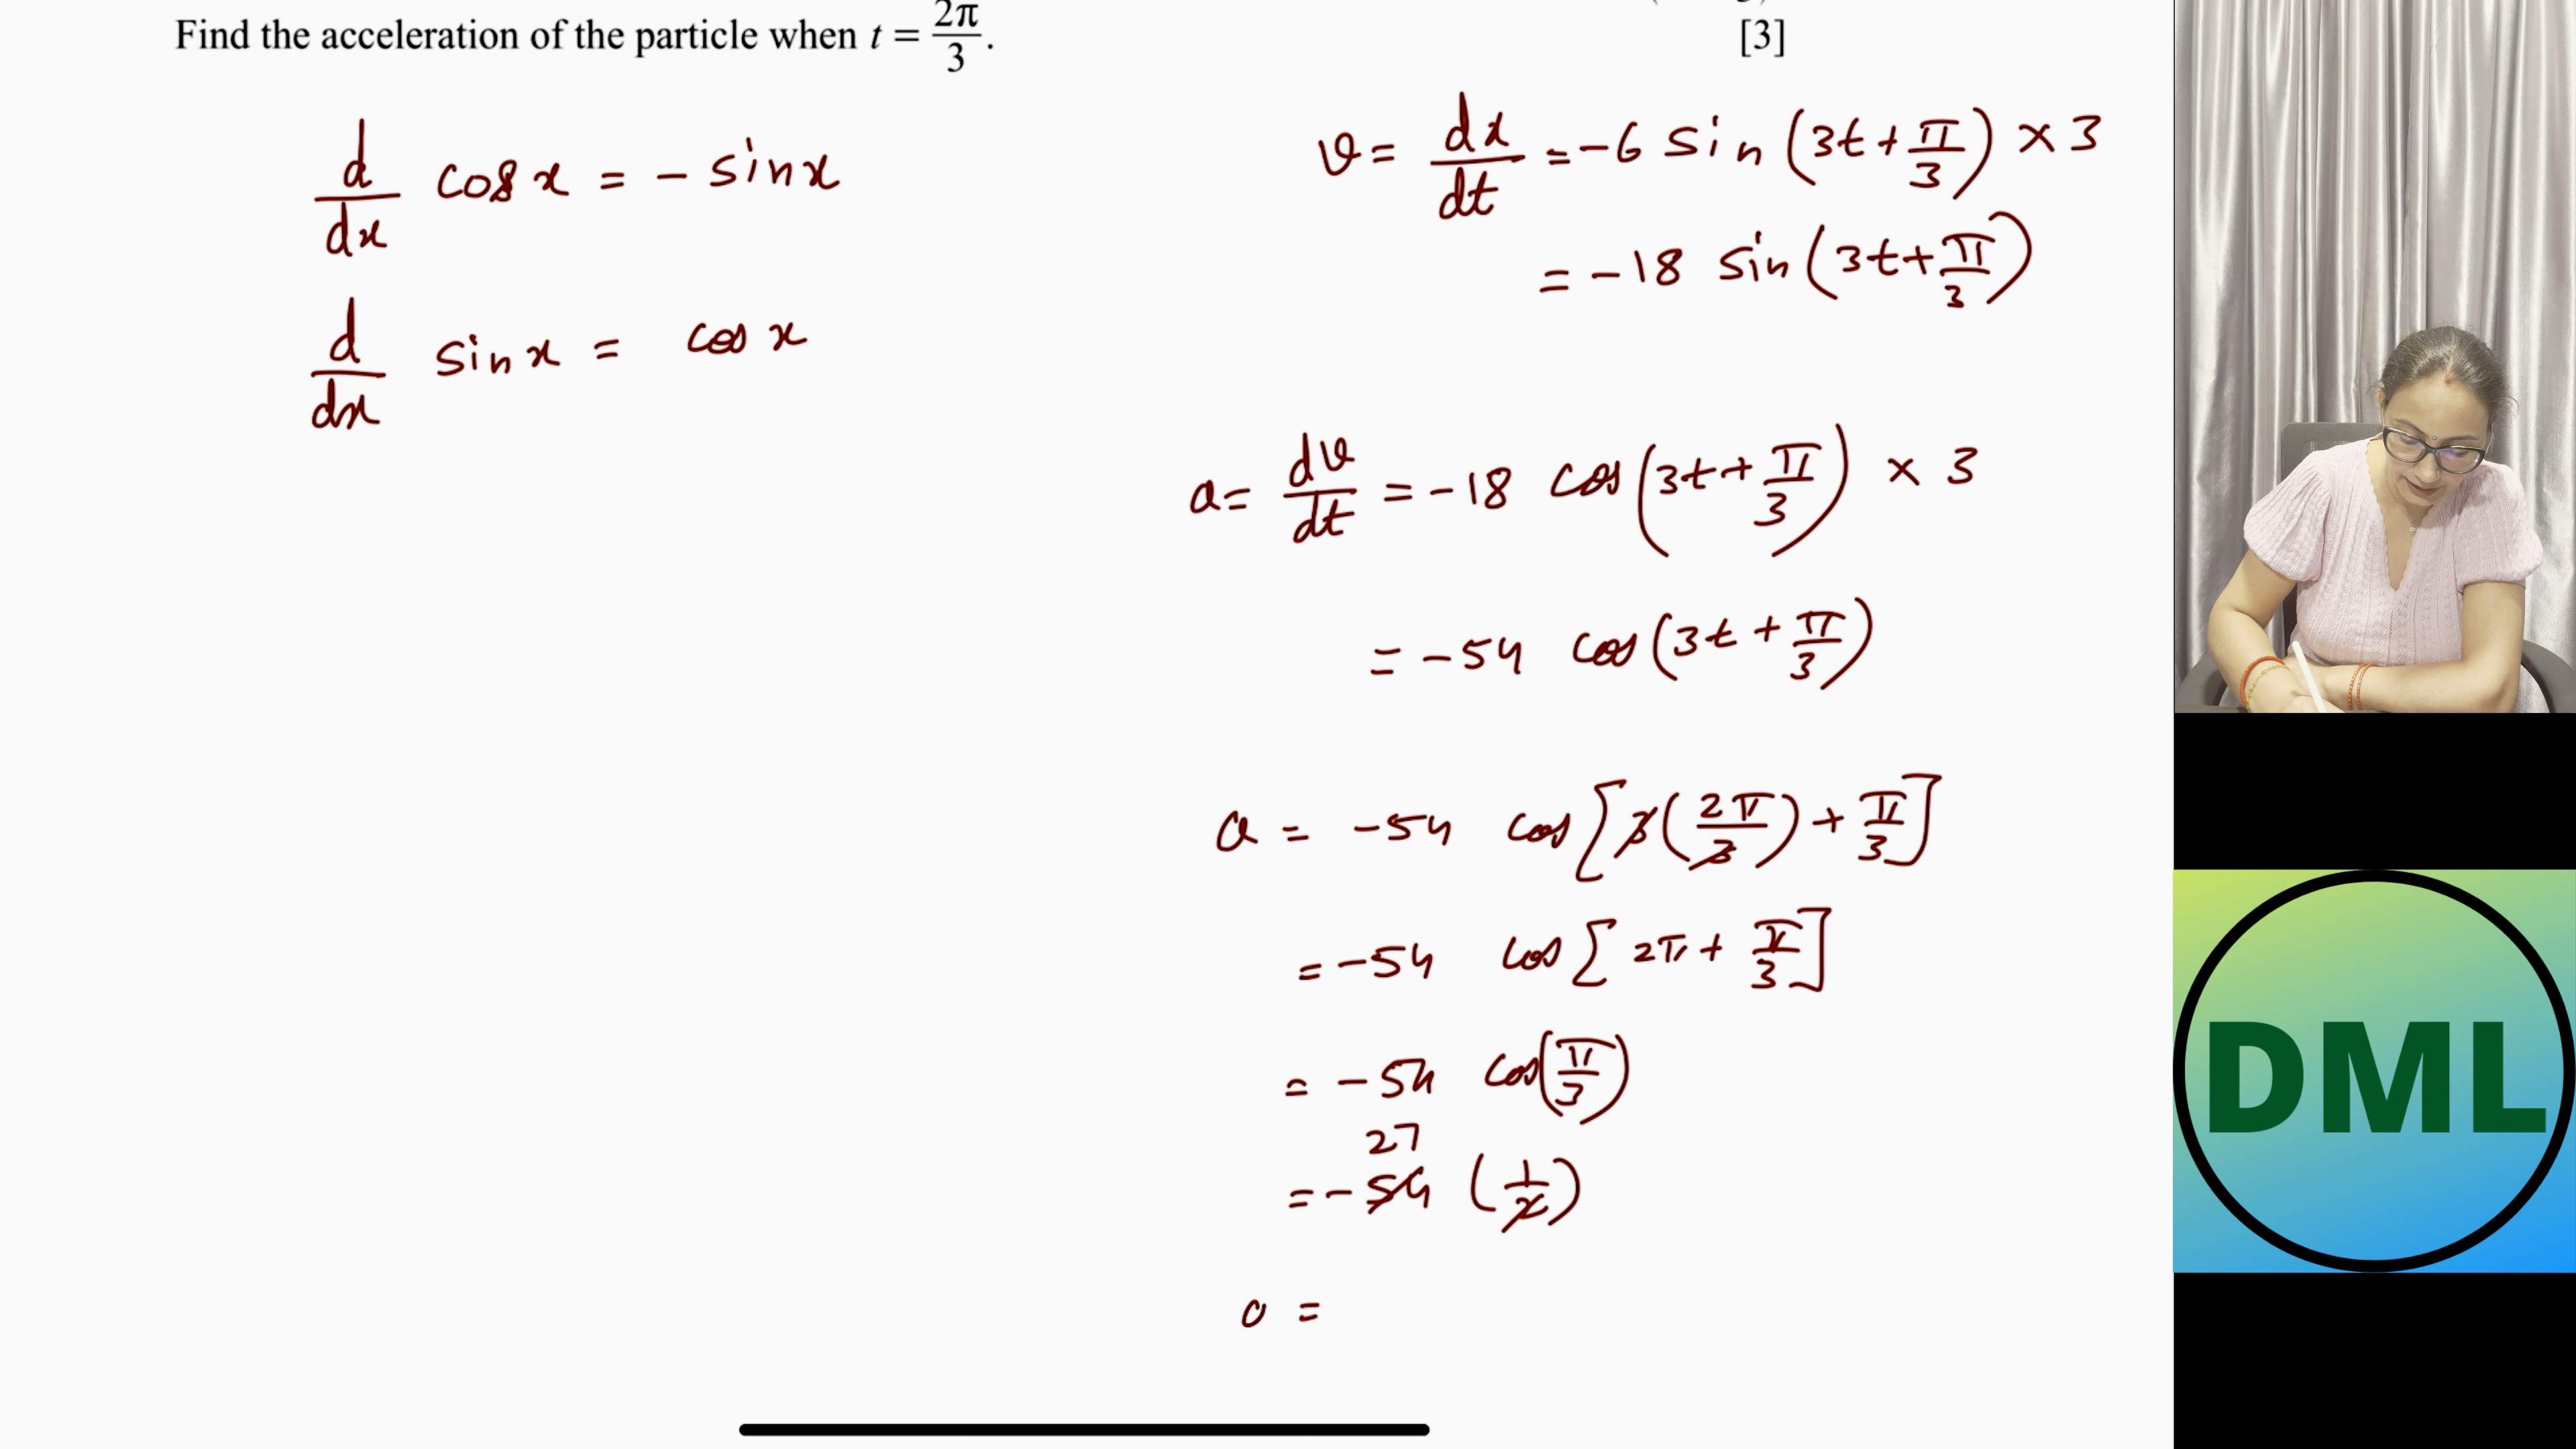 Find the acceleration of the particle when t = 2π/3.
[3]
d/dx cos x = - sin x
d/dx sin x = cos x
v = dx/dt = -6 sin (3t + π/3) × 3
= -18 sin (3t + π/3)
a = dv/dt = -18 cos (3t + π/3) × 3
= -54 cos (3t + π/3)
a = -54 cos [3(2π/3) + π/3]
= -54 cos [2π + π/3]
= -54 cos (π/3)
27
= -54 (1/2)
a =
DML